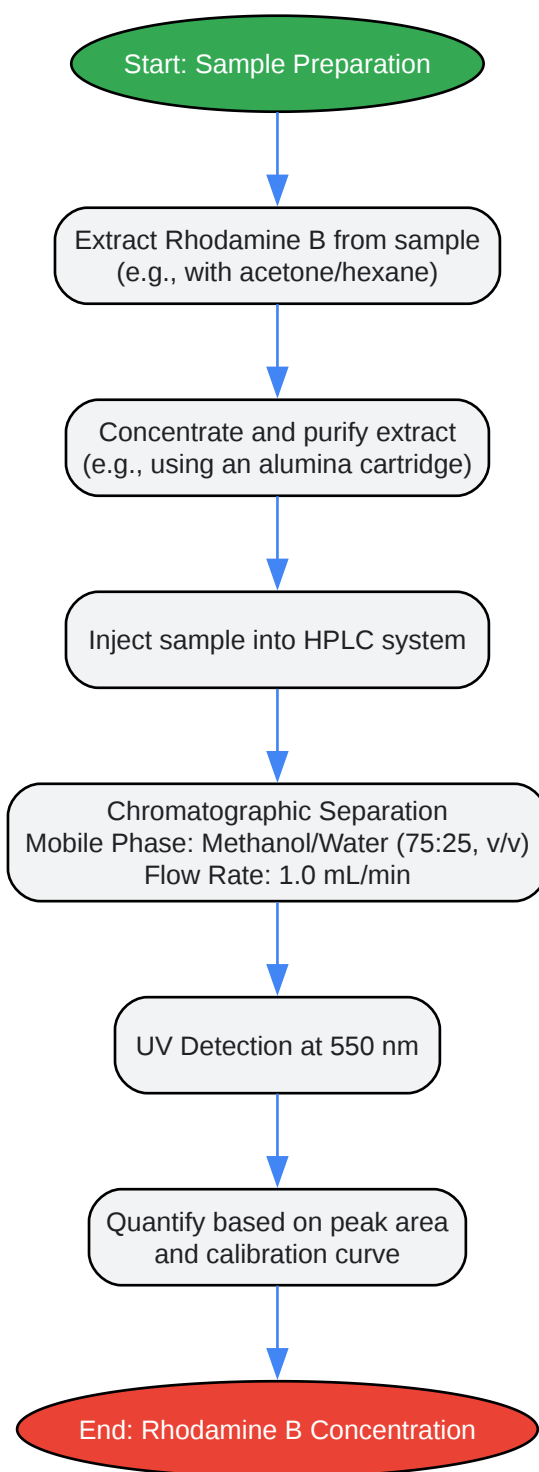 Start: Sample Preparation
Extract Rhodamine B from sample
(e.g., with acetone/hexane)
Concentrate and purify extract
(e.g., using an alumina cartridge)
Inject sample into HPLC system
Chromatographic Separation
Mobile Phase: Methanol/Water (75:25, v/v)
Flow Rate: 1.0 mL/min
UV Detection at 550 nm
Quantify based on peak area
and calibration curve
End: Rhodamine B Concentration